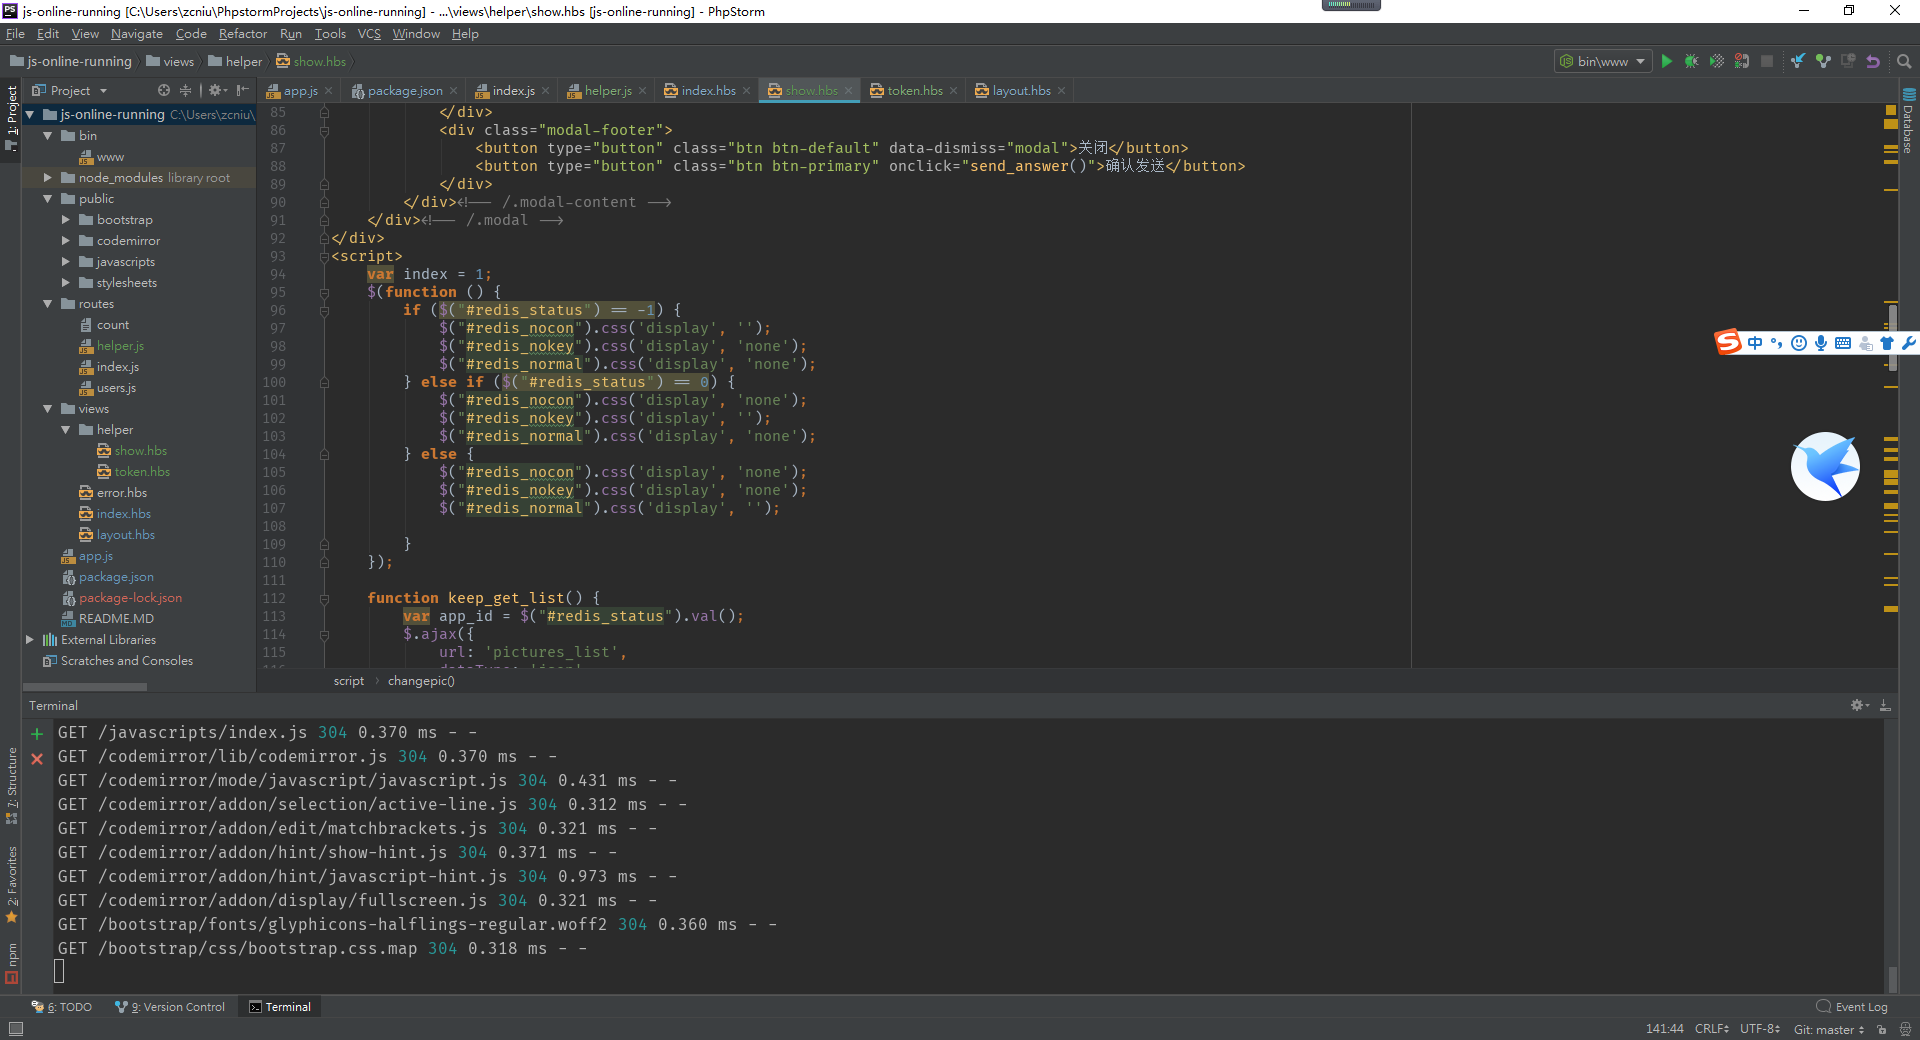 js-online-running [C:\Users\zcniu\PhpstormProjects\js-online-running] - ...\views\helper\show.hbs [js-online-running] - PhpStorm
File Edit View Navigate Code Refactor Run Tools VCS Window Help
js-online-running views helper show.hbs bin\www
Project app.js package.json index.js helper.js index.hbs show.hbs token.hbs layout.hbs
1: Project
Database
js-online-running C:\Users\zcniu\
bin
www
node_modules library root
public
bootstrap
codemirror
javascripts
stylesheets
routes
count
helper.js
index.js
users.js
views
helper
show.hbs
token.hbs
error.hbs
index.hbs
layout.hbs
app.js
package.json
package-lock.json
README.MD
External Libraries
Scratches and Consoles
85 </div>
86 <div class="modal-footer">
87 <button type="button" class="btn btn-default" data-dismiss="modal">关闭</button>
88 <button type="button" class="btn btn-primary" onclick="send_answer()">确认发送</button>
89 </div>
90 </div><!-- /.modal-content -->
91 </div><!-- /.modal -->
92 </div>
93 <script>
94 var index = 1;
95 $(function () {
96 if ($("#redis_status") == -1) {
97 $("#redis_nocon").css('display', '');
98 $("#redis_nokey").css('display', 'none');
99 $("#redis_normal").css('display', 'none');
100 } else if ($("#redis_status") == 0) {
101 $("#redis_nocon").css('display', 'none');
102 $("#redis_nokey").css('display', '');
103 $("#redis_normal").css('display', 'none');
104 } else {
105 $("#redis_nocon").css('display', 'none');
106 $("#redis_nokey").css('display', 'none');
107 $("#redis_normal").css('display', '');
108
109 }
110 });
111
112 function keep_get_list() {
113 var app_id = $("#redis_status").val();
114 $.ajax({
115 url: 'pictures_list',
script changepic()
中
Terminal
GET /javascripts/index.js 304 0.370 ms - -
GET /codemirror/lib/codemirror.js 304 0.370 ms - -
GET /codemirror/mode/javascript/javascript.js 304 0.431 ms - -
GET /codemirror/addon/selection/active-line.js 304 0.312 ms - -
GET /codemirror/addon/edit/matchbrackets.js 304 0.321 ms - -
GET /codemirror/addon/hint/show-hint.js 304 0.371 ms - -
GET /codemirror/addon/hint/javascript-hint.js 304 0.973 ms - -
GET /codemirror/addon/display/fullscreen.js 304 0.321 ms - -
GET /bootstrap/fonts/glyphicons-halflings-regular.woff2 304 0.360 ms - -
GET /bootstrap/css/bootstrap.css.map 304 0.318 ms - -
7: Structure
2: Favorites
npm
6: TODO 9: Version Control Terminal Event Log
141:44 CRLF UTF-8 Git: master